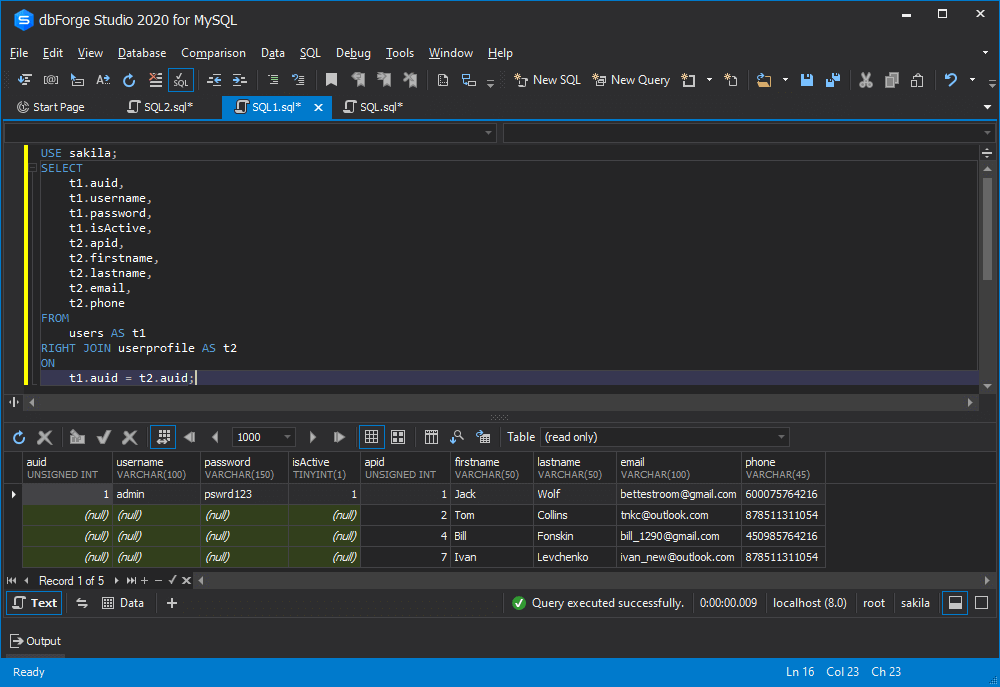 dbForge Studio 2020 for MySQL
File Edit View Database Comparison Data SQL Debug Tools Window Help
SQL New SQL New Query
Start Page SQL2.sql* SQL1.sql* SQL.sql*
USE sakila;
SELECT
t1.auid,
t1.username,
t1.password,
t1.isActive,
t2.apid,
t2.firstname,
t2.lastname,
t2.email,
t2.phone
FROM
users AS t1
RIGHT JOIN userprofile AS t2
ON
t1.auid = t2.auid;
1000 Table (read only)
auid username password isActive apid firstname lastname email phone
UNSIGNED INT VARCHAR(100) VARCHAR(150) TINYINT(1) UNSIGNED INT VARCHAR(50) VARCHAR(50) VARCHAR(100) VARCHAR(45)
1 admin pswrd123 1 1 Jack Wolf bettestroom@gmail.com 600075764216
(null) (null) (null) (null) 2 Tom Collins tnkc@outlook.com 878511311054
(null) (null) (null) (null) 4 Bill Fonskin bill_1290@gmail.com 450985764216
(null) (null) (null) (null) 7 Ivan Levchenko ivan_new@outlook.com 878511311054
Record 1 of 5
Text Data Query executed successfully. 0:00:00.009 localhost (8.0) root sakila
Output
Ready Ln 16 Col 23 Ch 23